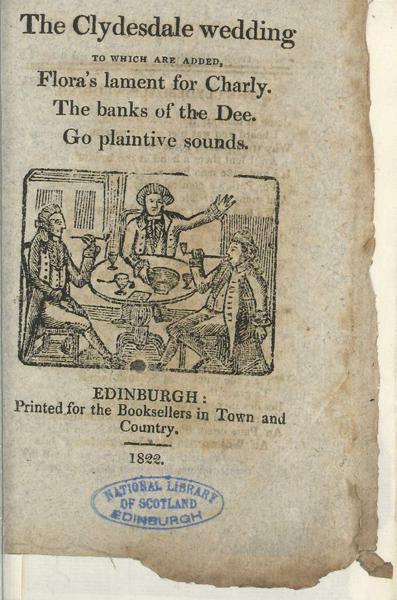 The Clydesdale wedding
TO WHICH ARE ADDED,
Flora's lament for Charly.
The banks of the Dee.
Go plaintive sounds.
EDINBURGH:
Printed for the Booksellers in Town and
Country.
1822.
NATIONAL LIBRARY
OF SCOTLAND
EDINBURGH